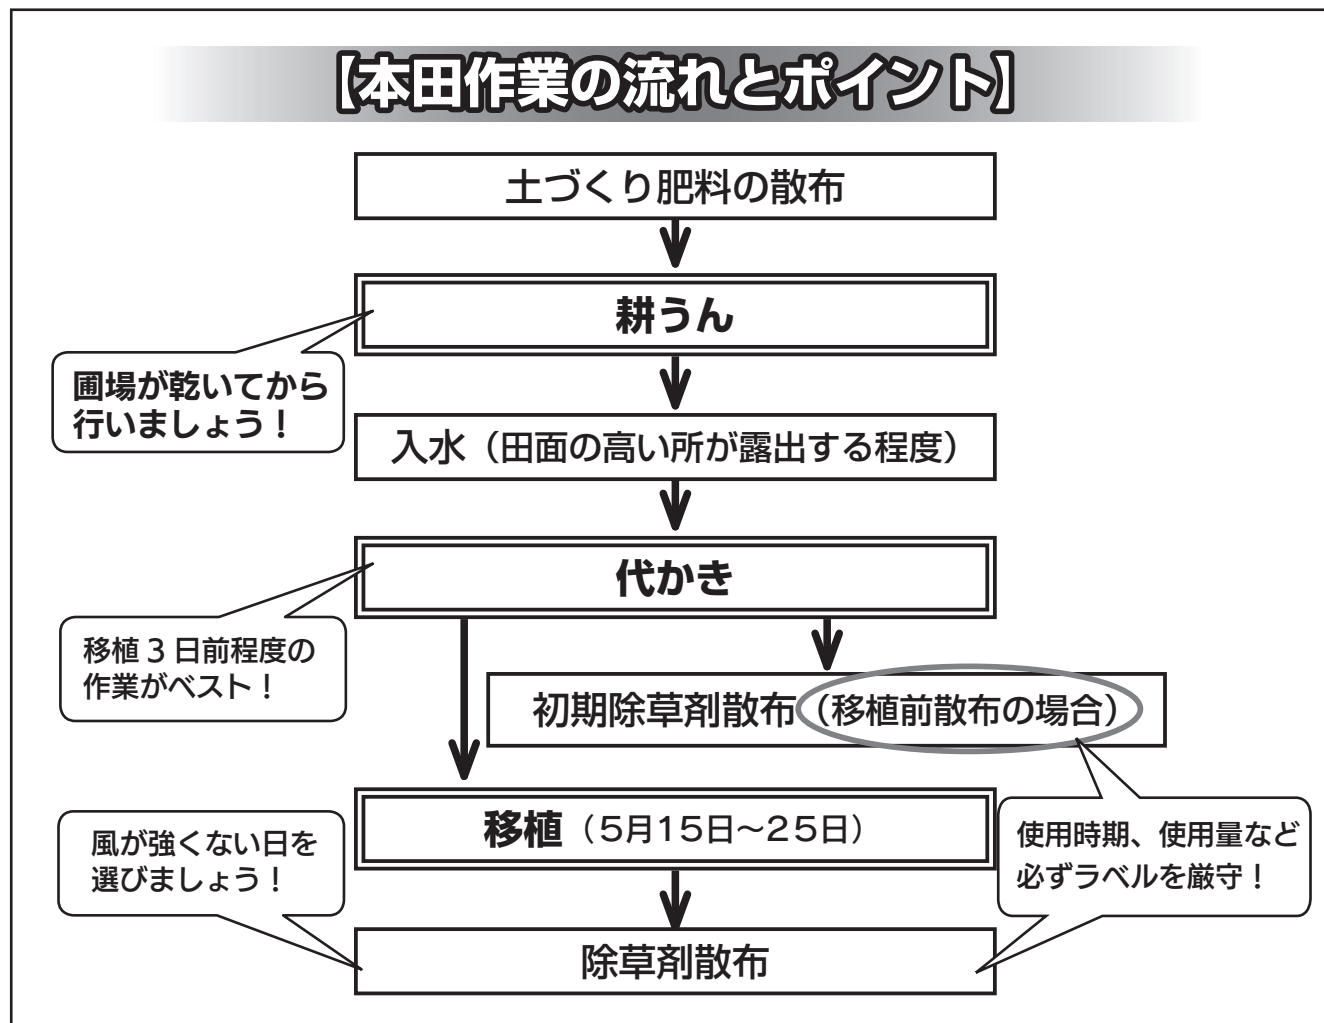 【本田作業の流れとポイント】
土づくり肥料の散布
耕うん
圃場が乾いてから
行いましょう！
入水（田面の高い所が露出する程度）
代かき
移植3日前程度の
作業がベスト！
初期除草剤散布（移植前散布の場合）
移植（5月15日～25日）
風が強くない日を
選びましょう！
使用時期、使用量など
必ずラベルを厳守！
除草剤散布